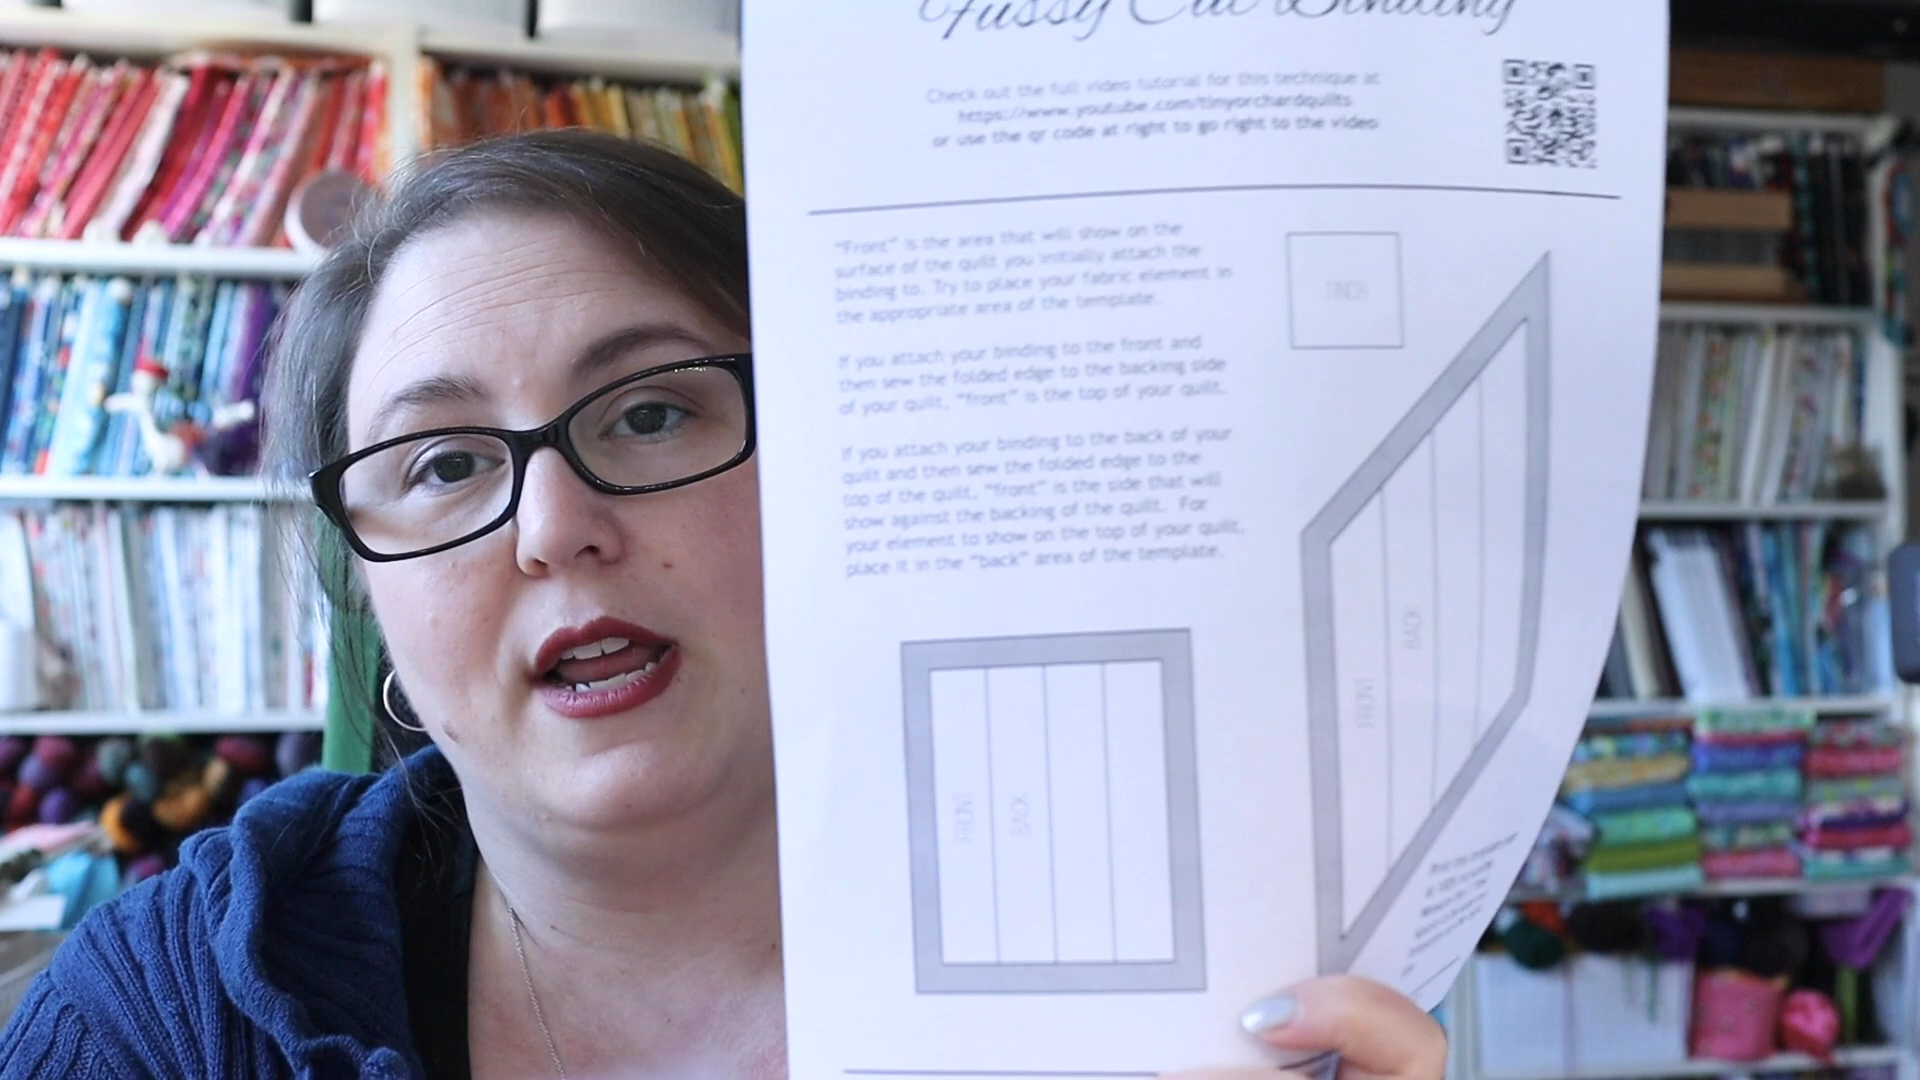 Fussy Cut Binding
Check out the full video tutorial for this technique at
https://www.youtube.com/tinyorchardquilts
or use the qr code at right to go right to the video
"Front" is the area that will show on the
surface of the quilt you initially attach the
binding to. Try to place your fabric element in
the appropriate area of the template.
If you attach your binding to the front and
then sew the folded edge to the backing side
of your quilt, "front" is the top of your quilt.
If you attach your binding to the back of your
quilt and then sew the folded edge to the
top of the quilt, "front" is the side that will
show against the backing of the quilt. For
your element to show on the top of your quilt,
place it in the "back" area of the template.
1 INCH
FRONT
BACK
FRONT
BACK